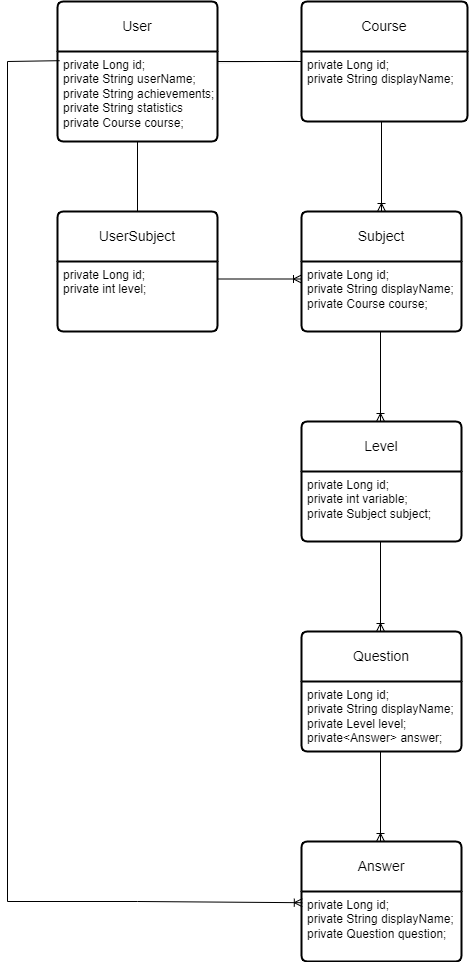 User
private Long id;
private String userName;
private String achievements;
private String statistics
private Course course;
Course
private Long id;
private String displayName;
UserSubject
private Long id;
private int level;
Subject
private Long id;
private String displayName;
private Course course;
Level
private Long id;
private int variable;
private Subject subject;
Question
private Long id;
private String displayName;
private Level level;
private<Answer> answer;
Answer
private Long id;
private String displayName;
private Question question;